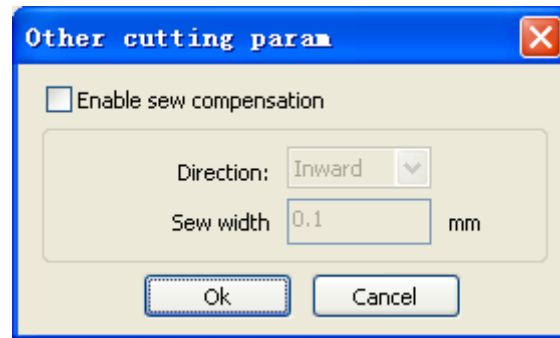 Other cutting param
Enable sew compensation
Direction: Inward
Sew width 0.1 mm
Ok Cancel